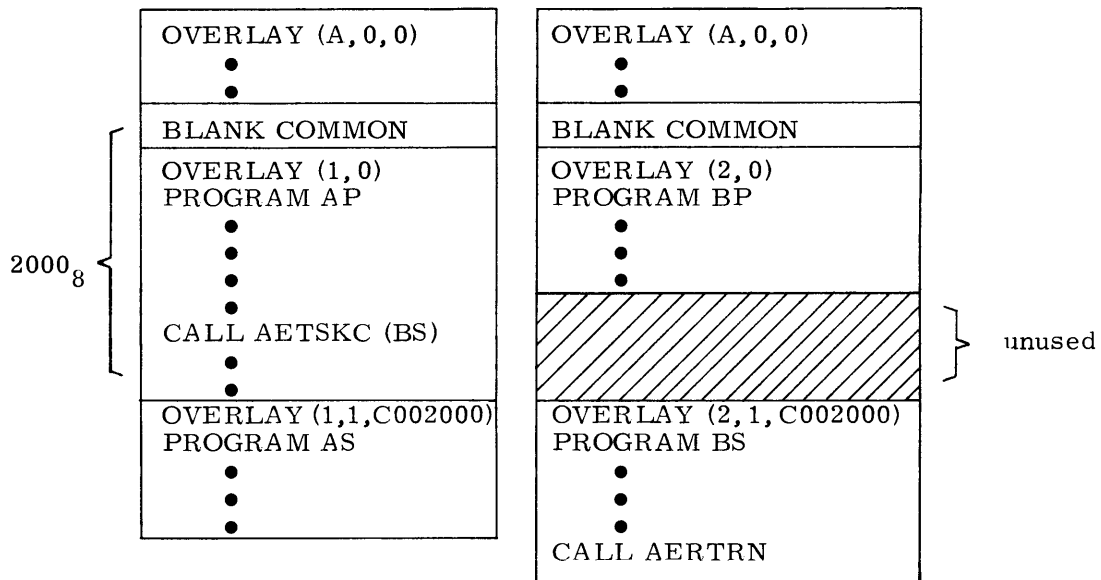 OVERLAY (A,0,0)
BLANK COMMON
OVERLAY (1,0)
PROGRAM AP
2000₈
CALL AETSKC (BS)
OVERLAY (1,1,C002000)
PROGRAM AS
OVERLAY (A,0,0)
BLANK COMMON
OVERLAY (2,0)
PROGRAM BP
unused
OVERLAY (2,1,C002000)
PROGRAM BS
CALL AERTRN